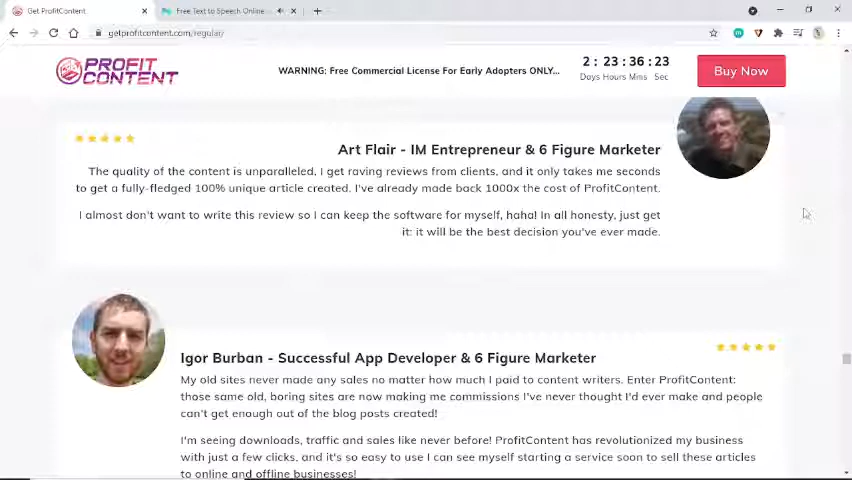 Get ProfitContent
Free Text to Speech Online
getprofitcontent.com/regular/
PROFIT
CONTENT
WARNING: Free Commercial License For Early Adopters ONLY...
2 : 23 : 36 : 23
Days Hours Mins Sec
Buy Now
Art Flair - IM Entrepreneur & 6 Figure Marketer
The quality of the content is unparalleled. I get raving reviews from clients, and it only takes me seconds
to get a fully-fledged 100% unique article created. I've already made back 1000x the cost of ProfitContent.
I almost don't want to write this review so I can keep the software for myself, haha! In all honesty, just get
it: it will be the best decision you've ever made.
Igor Burban - Successful App Developer & 6 Figure Marketer
My old sites never made any sales no matter how much I paid to content writers. Enter ProfitContent:
those same old, boring sites are now making me commissions I've never thought I'd ever make and people
can't get enough out of the blog posts created!
I'm seeing downloads, traffic and sales like never before! ProfitContent has revolutionized my business
with just a few clicks, and it's so easy to use I can see myself starting a service soon to sell these articles
to online and offline businesses!